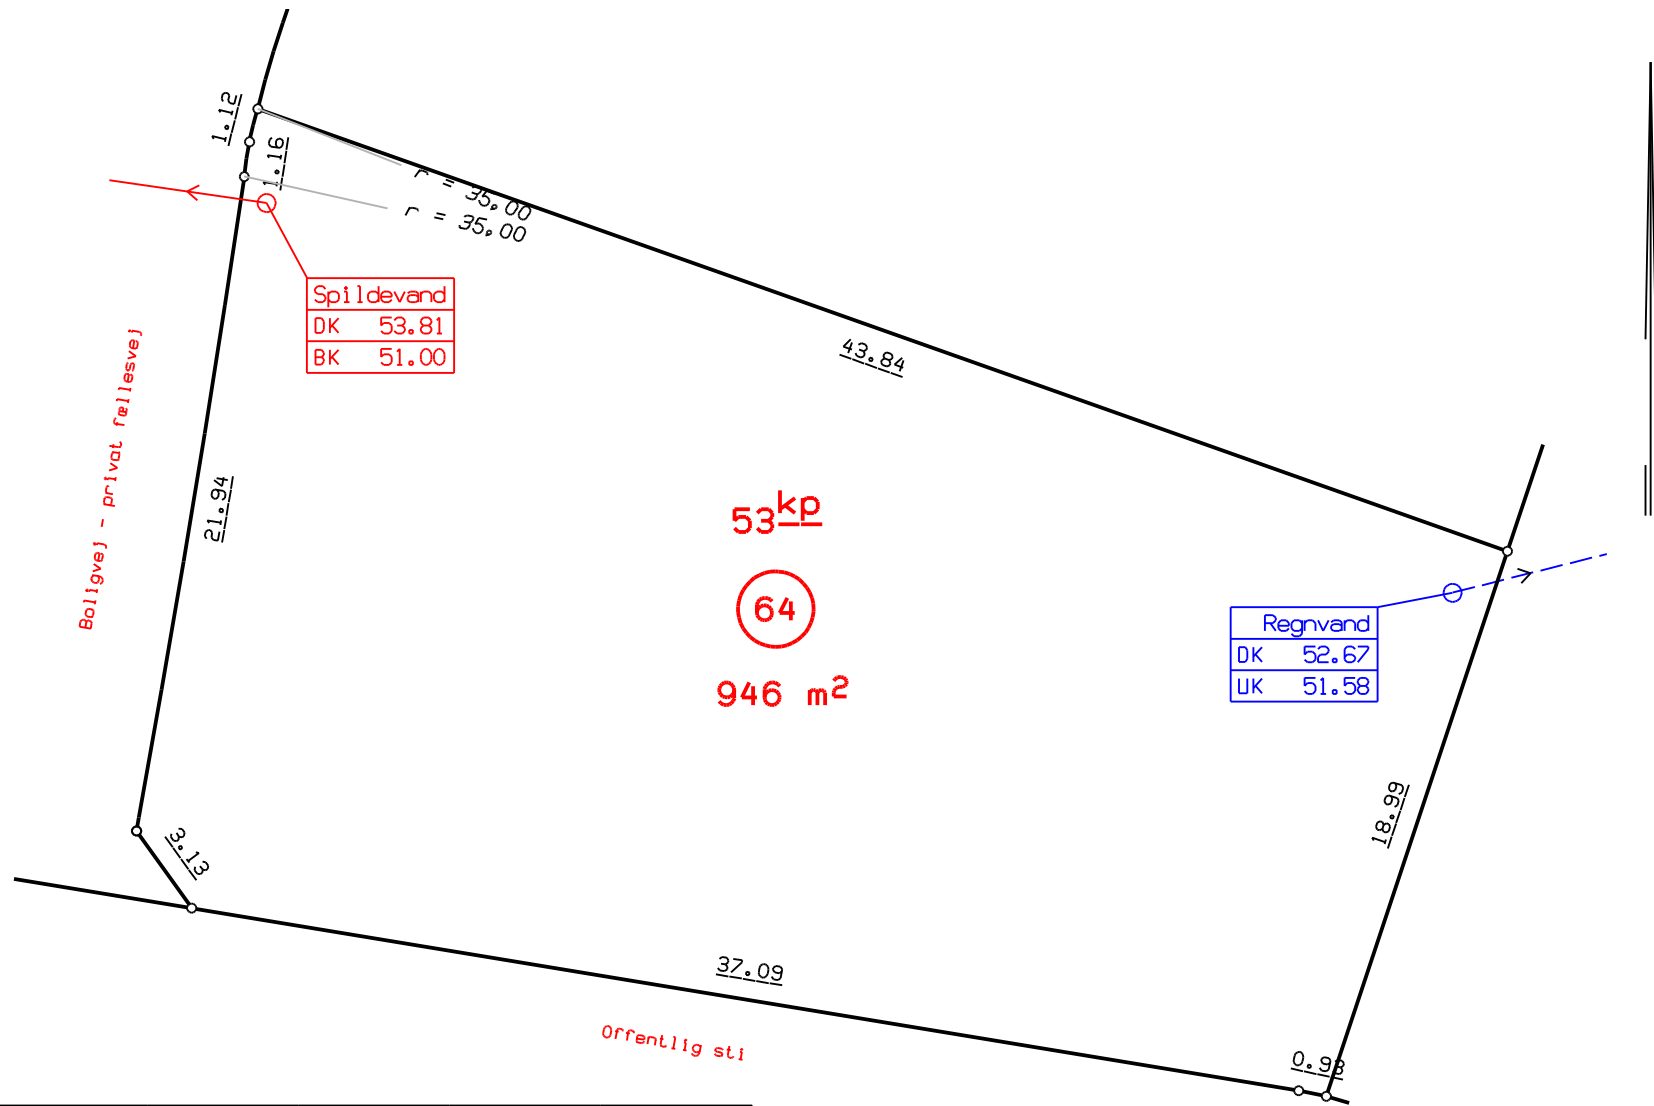 1.12
1.16
r = 35.00
r = 35.00
Spildevand
DK 53.81
BK 51.00
43.84
Boligvej - privat fællesvej
21.94
53kp
64
946 m²
Regnvand
DK 52.67
UK 51.58
18.99
3.13
37.09
Offentlig sti
0.93